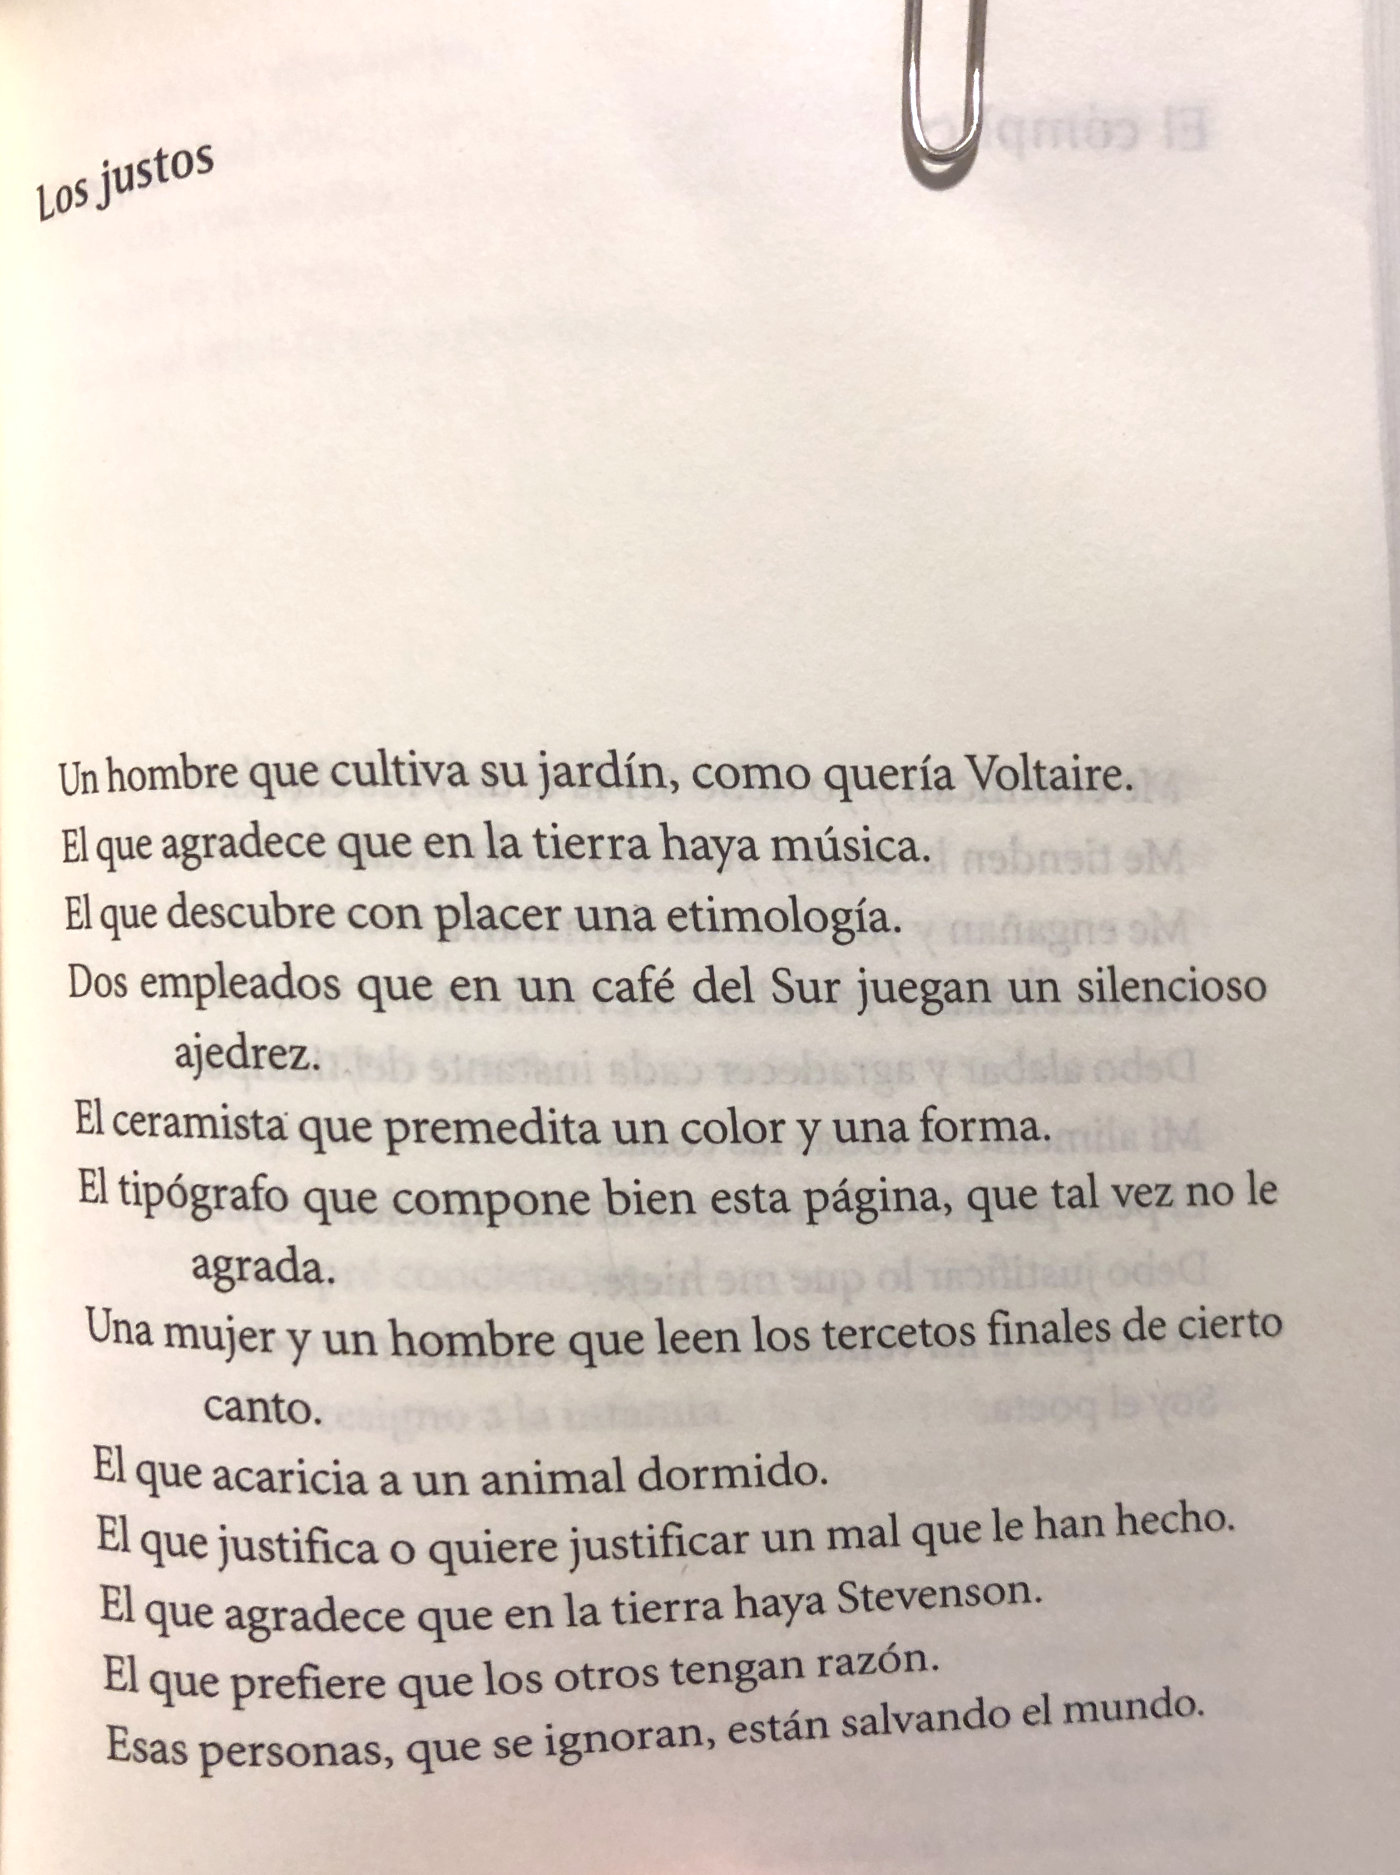 Los justos
Un hombre que cultiva su jardín, como quería Voltaire.
El que agradece que en la tierra haya música.
El que descubre con placer una etimología.
Dos empleados que en un café del Sur juegan un silencioso
ajedrez.
El ceramista que premedita un color y una forma.
El tipógrafo que compone bien esta página, que tal vez no le
agrada.
Una mujer y un hombre que leen los tercetos finales de cierto
canto.
El que acaricia a un animal dormido.
El que justifica o quiere justificar un mal que le han hecho.
El que agradece que en la tierra haya Stevenson.
El que prefiere que los otros tengan razón.
Esas personas, que se ignoran, están salvando el mundo.